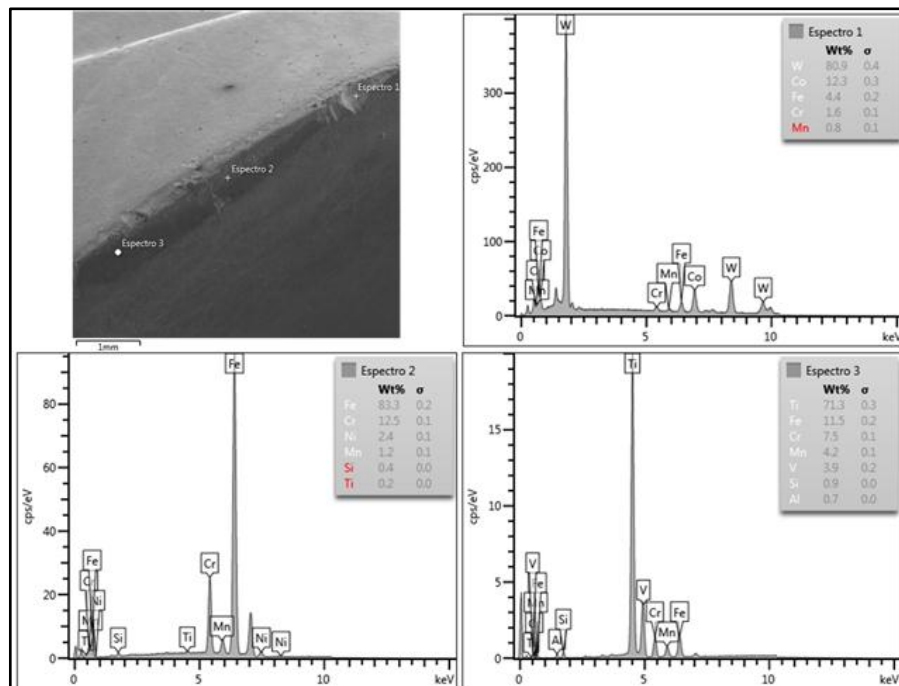 Espectro 1
Espectro 2
Espectro 3
1mm
W
Espectro 1
Wt% σ
W 80.9 0.4
Co 12.3 0.3
Fe 4.4 0.2
Cr 1.6 0.1
Mn 0.8 0.1
300
200
100
0
cps/eV
Fe
Co
Cr Mn Fe Co W W
0 5 10 15 keV
Fe
Espectro 2
Wt% σ
Fe 83.3 0.2
Cr 12.5 0.1
Ni 2.4 0.1
Mn 1.2 0.1
Si 0.4 0.0
Ti 0.2 0.0
80
60
40
20
0
cps/eV
Fe
Si Ti Cr Mn Ni Ni
0 10 keV
Ti
Espectro 3
Wt% σ
Ti 71.3 0.3
Fe 11.5 0.2
Cr 7.5 0.1
Mn 4.2 0.1
V 3.9 0.2
Si 0.9 0.0
Al 0.7 0.0
15
10
5
0
cps/eV
V
Al Si V Cr Mn Fe
0 10 keV